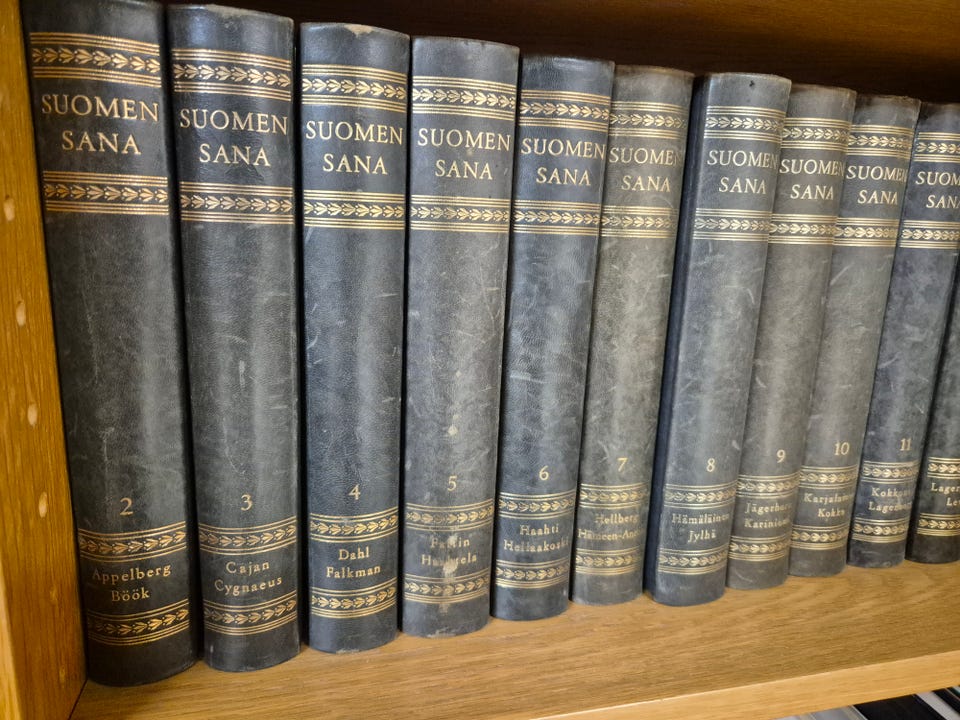 SUOMEN
SANA
2
Appelberg
Böök
SUOMEN
SANA
3
Cajan
Cygnaeus
SUOMEN
SANA
4
Dahl
Falkman
SUOMEN
SANA
5
SUOMEN
SANA
6
Haahti
Hellaakoski
SUOMEN
SANA
7
Hellberg
SUOMEN
SANA
8
Hämäläinen
Jylhä
SUOMEN
SANA
9
SUOMEN
SANA
10
Kokko
SUOMEN
SANA
11